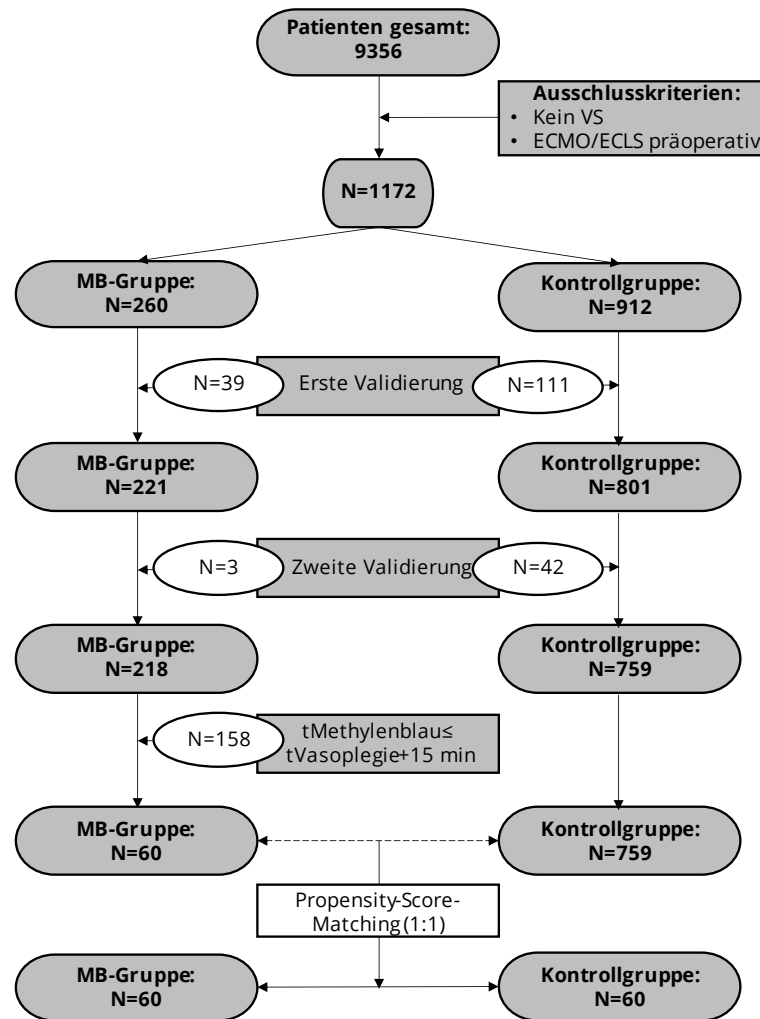 Patienten gesamt:
9356
Ausschlusskriterien:
• Kein VS
• ECMO/ECLS präoperativ
N=1172
MB-Gruppe:
N=260
Kontrollgruppe:
N=912
N=39
Erste Validierung
N=111
MB-Gruppe:
N=221
Kontrollgruppe:
N=801
N=3
Zweite Validierung
N=42
MB-Gruppe:
N=218
Kontrollgruppe:
N=759
N=158
tMethylenblau≤
tVasoplegie+15 min
MB-Gruppe:
N=60
Kontrollgruppe:
N=759
Propensity-Score-
Matching (1:1)
MB-Gruppe:
N=60
Kontrollgruppe:
N=60